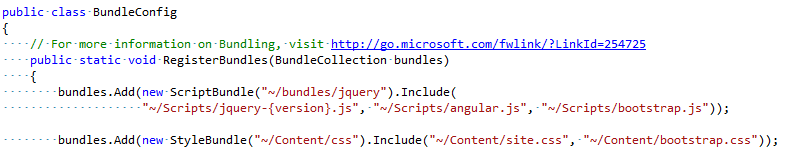 public class BundleConfig
{
    // For more information on Bundling, visit http://go.microsoft.com/fwlink/?LinkId=254725
    public static void RegisterBundles(BundleCollection bundles)
    {
        bundles.Add(new ScriptBundle("~/bundles/jquery").Include(
                    "~/Scripts/jquery-{version}.js", "~/Scripts/angular.js", "~/Scripts/bootstrap.js"));

        bundles.Add(new StyleBundle("~/Content/css").Include("~/Content/site.css", "~/Content/bootstrap.css"));